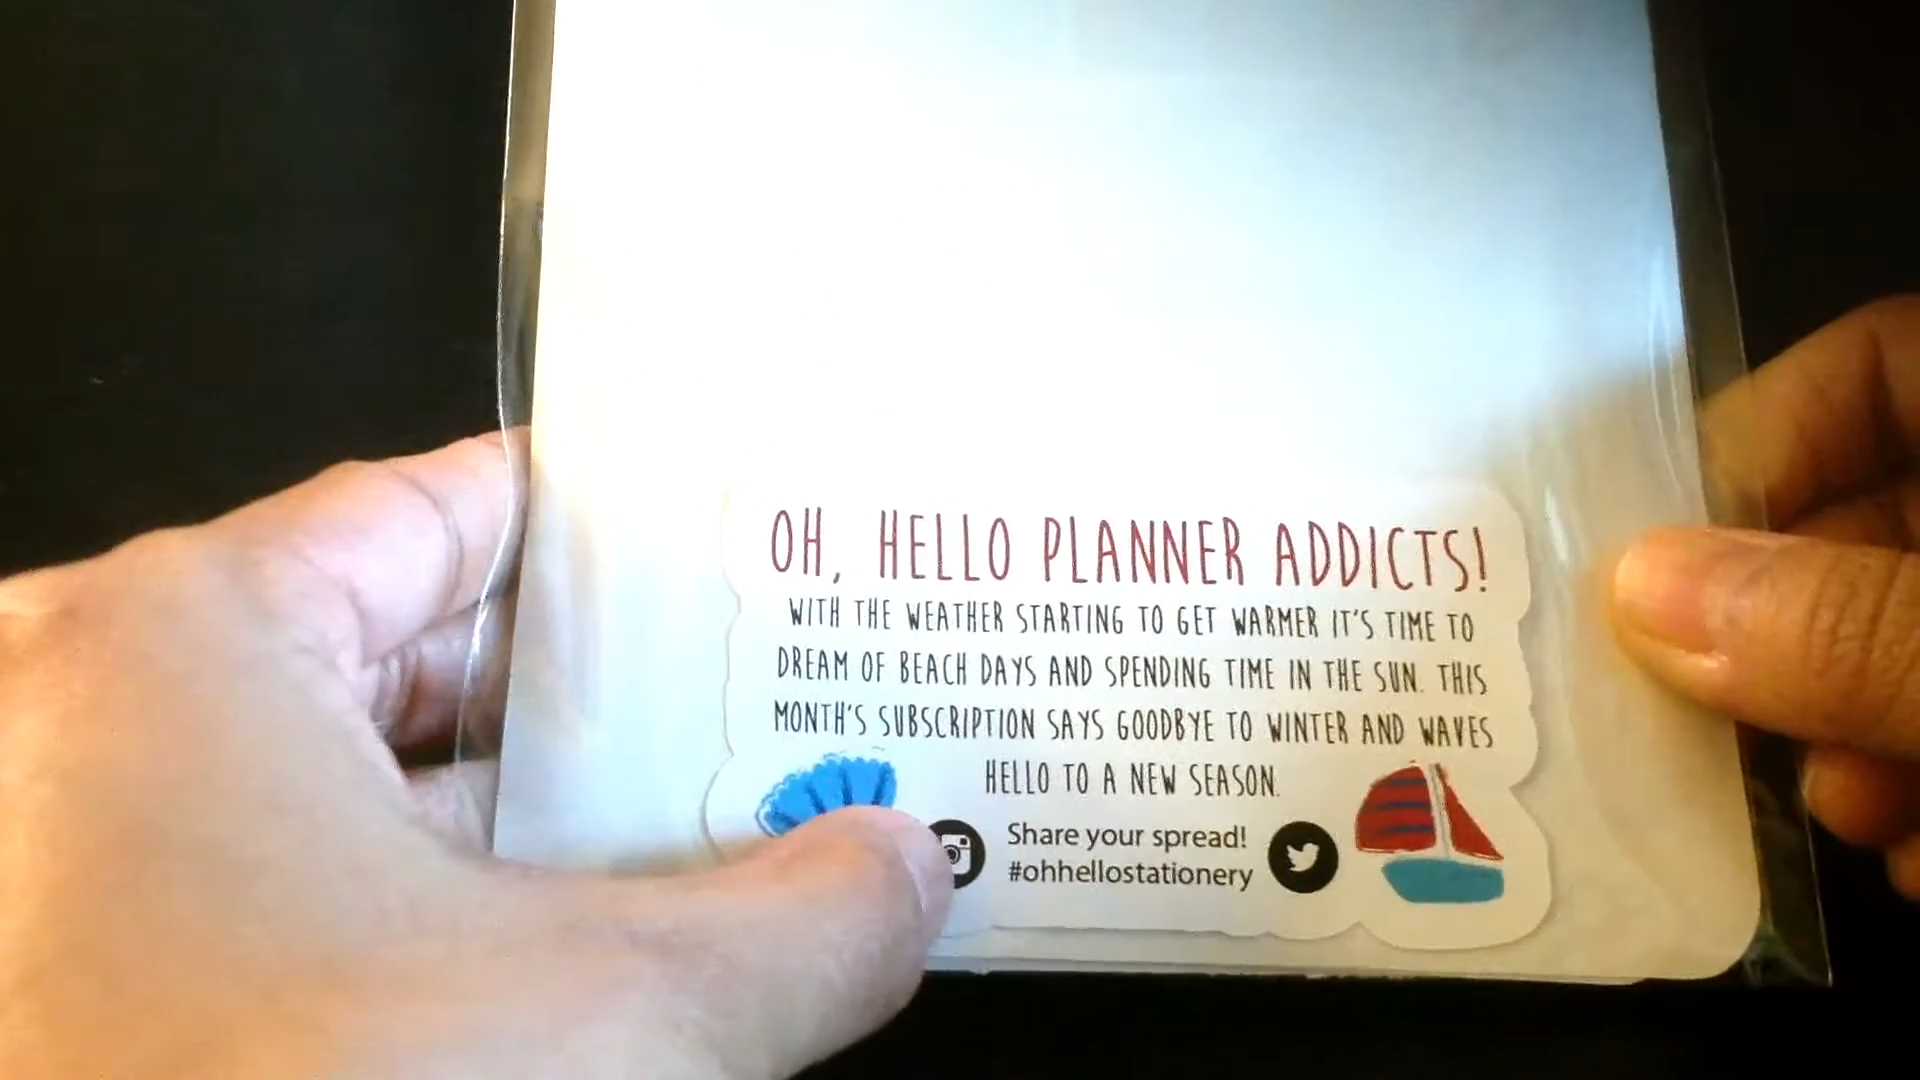 OH, HELLO PLANNER ADDICTS!
WITH THE WEATHER STARTING TO GET WARMER IT'S TIME TO
DREAM OF BEACH DAYS AND SPENDING TIME IN THE SUN. THIS
MONTH'S SUBSCRIPTION SAYS GOODBYE TO WINTER AND WAVES
HELLO TO A NEW SEASON.
Share your spread!
#ohhellostationery